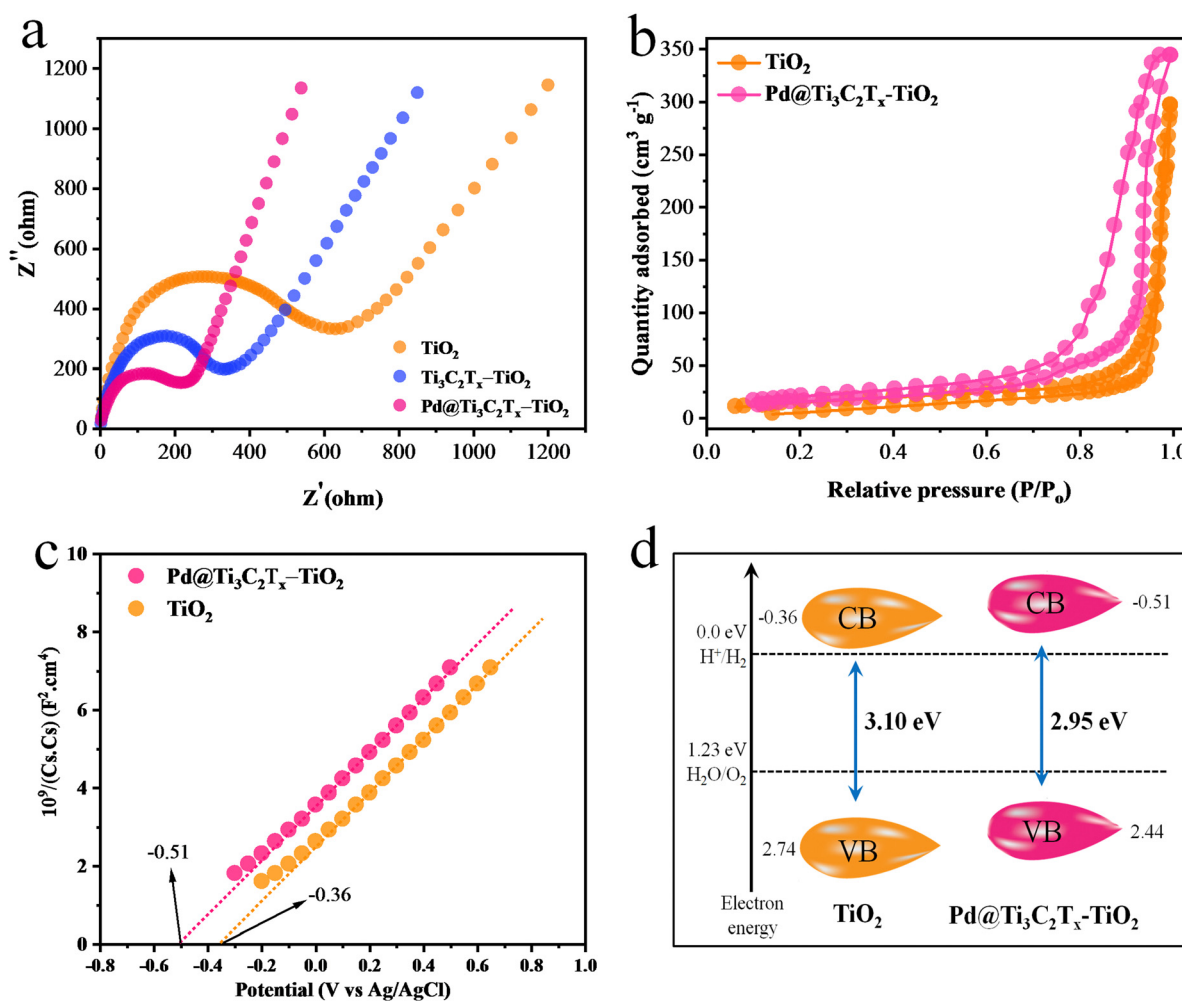 a
1200
1000
800
600
400
200
0
0 200 400 600 800 1000 1200
Z''(ohm)
Z'(ohm)
TiO₂
Ti₃C₂Tₓ–TiO₂
Pd@Ti₃C₂Tₓ–TiO₂
b
350
300
250
200
150
100
50
0
0.0 0.2 0.4 0.6 0.8 1.0
Quantity adsorbed (cm³ g⁻¹)
Relative pressure (P/Pₒ)
TiO₂
Pd@Ti₃C₂Tₓ-TiO₂
c
10
8
6
4
2
0
-0.8 -0.6 -0.4 -0.2 0.0 0.2 0.4 0.6 0.8 1.0
10⁹/(Cs.Cs) (F².cm⁴)
Potential (V vs Ag/AgCl)
Pd@Ti₃C₂Tₓ–TiO₂
TiO₂
-0.51
-0.36
d
-0.36
CB
CB
-0.51
0.0 eV
H⁺/H₂
3.10 eV
2.95 eV
1.23 eV
H₂O/O₂
2.74
VB
VB
2.44
Electron
energy
TiO₂
Pd@Ti₃C₂Tₓ-TiO₂